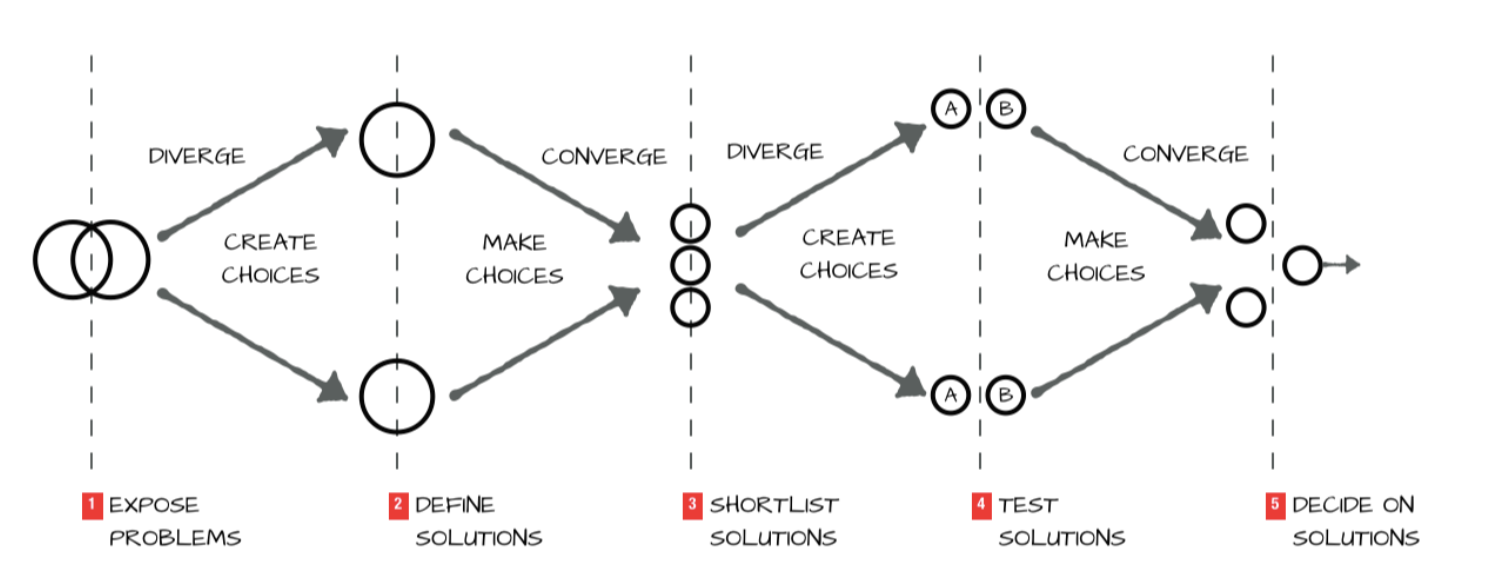 DIVERGE
CREATE
CHOICES
CONVERGE
MAKE
CHOICES
DIVERGE
CREATE
CHOICES
A B
A B
CONVERGE
MAKE
CHOICES
1 EXPOSE
PROBLEMS
2 DEFINE
SOLUTIONS
3 SHORTLIST
SOLUTIONS
4 TEST
SOLUTIONS
5 DECIDE ON
SOLUTIONS